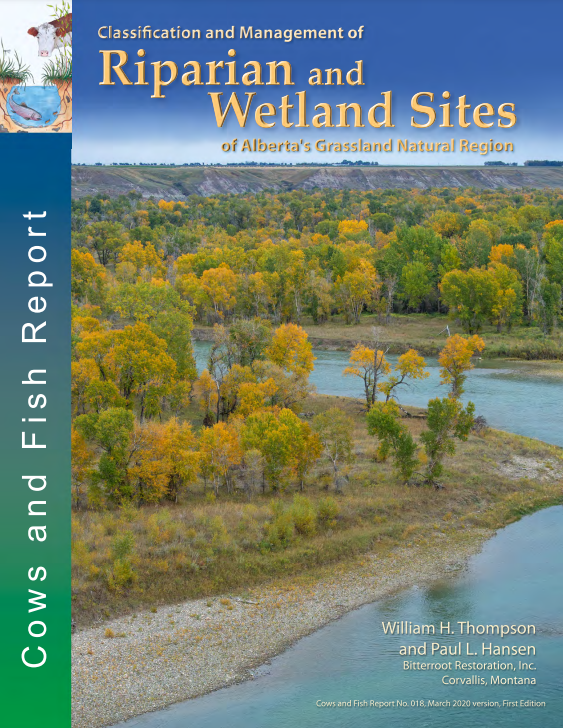 Classification and Management of
Riparian and
Wetland Sites
of Alberta's Grassland Natural Region
Cows and Fish Report
William H. Thompson
and Paul L. Hansen
Bitterroot Restoration, Inc.
Corvallis, Montana
Cows and Fish Report No. 018, March 2020 version, First Edition